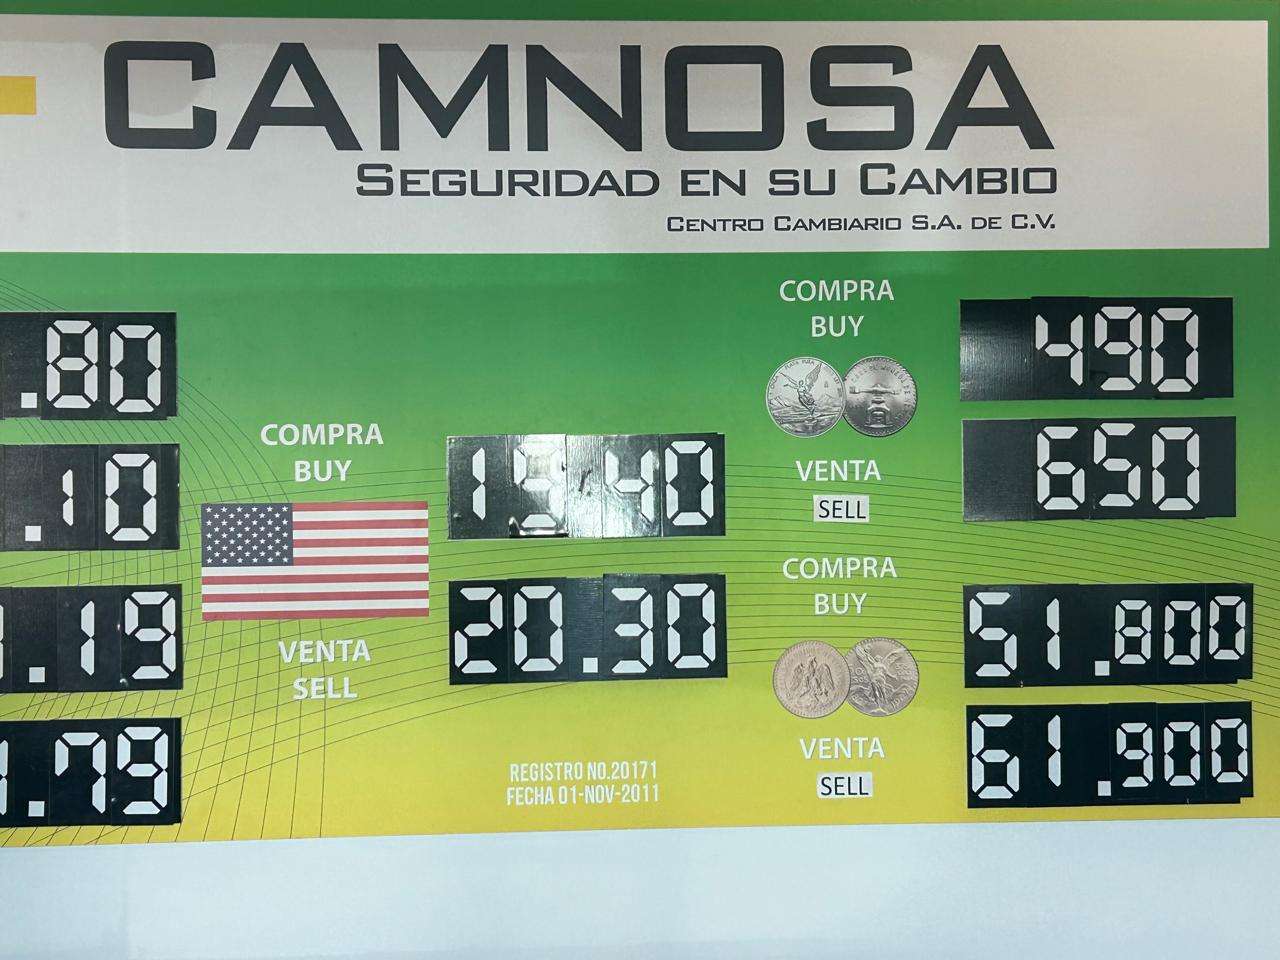 CAMNOSA
SEGURIDAD EN SU CAMBIO
CENTRO CAMBIARIO S.A. DE C.V.
.80
.10
.19
.79
COMPRA
BUY
19.40
VENTA
SELL
20.30
REGISTRO NO.20171
FECHA 01-NOV-2011
COMPRA
BUY
490
VENTA
SELL
650
COMPRA
BUY
51.800
VENTA
SELL
61.900